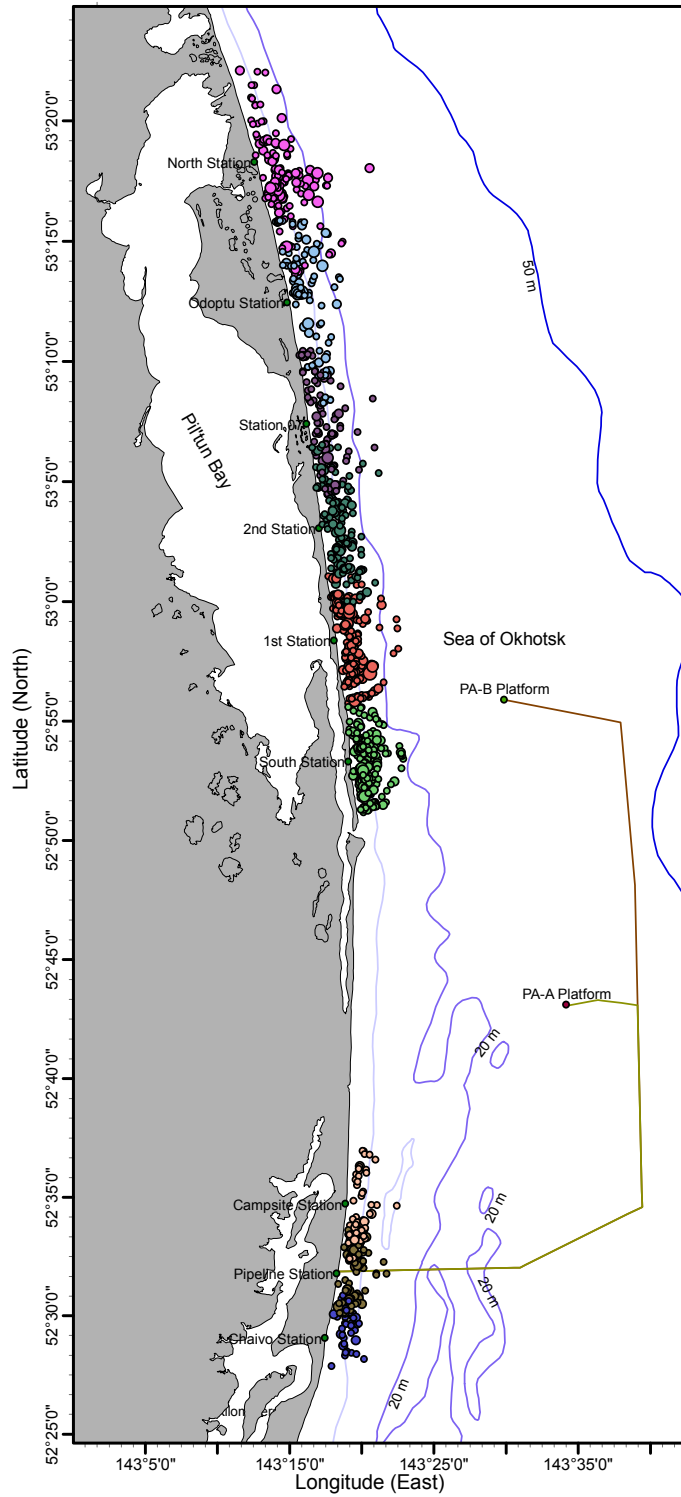 53°20'0"
North Station
53°15'0"
50 m
Odoptu Station
53°10'0"
Pil'tun Bay
Station 07
53°5'0"
2nd Station
53°0'0"
1st Station
Sea of Okhotsk
PA-B Platform
Latitude (North)
52°55'0"
South Station
52°50'0"
52°45'0"
PA-A Platform
20 m
52°40'0"
52°35'0"
Campsite Station
20 m
Pipeline Station
20 m
52°30'0"
Chaivo Station
20 m
52°25'0"
143°5'0"
143°15'0"
143°25'0"
143°35'0"
Longitude (East)